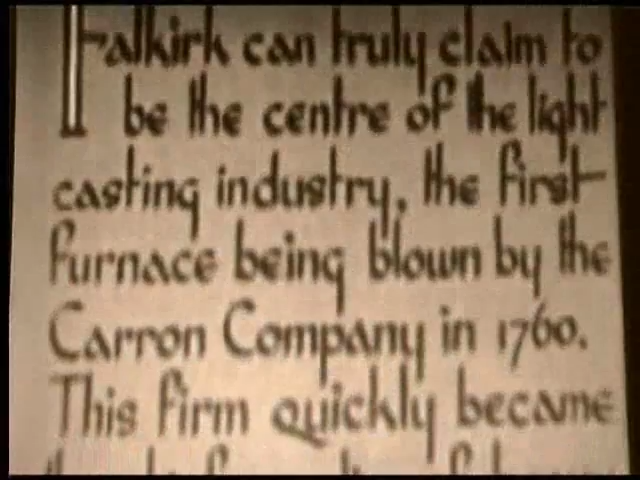 Falkirk can truly claim to
be the centre of the light
casting industry, the first
furnace being blown by the
Carron Company in 1760.
This firm quickly became